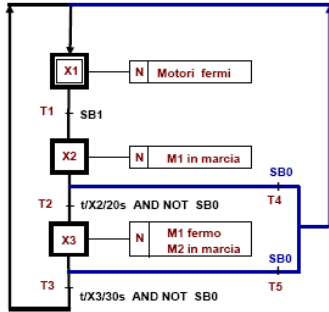 X1
N Motori fermi
T1 SB1
X2
N M1 in marcia
SB0
T2 t/X2/20s AND NOT SB0 T4
X3
N M1 fermo
M2 in marcia
SB0
T3 T5
t/X3/30s AND NOT SB0